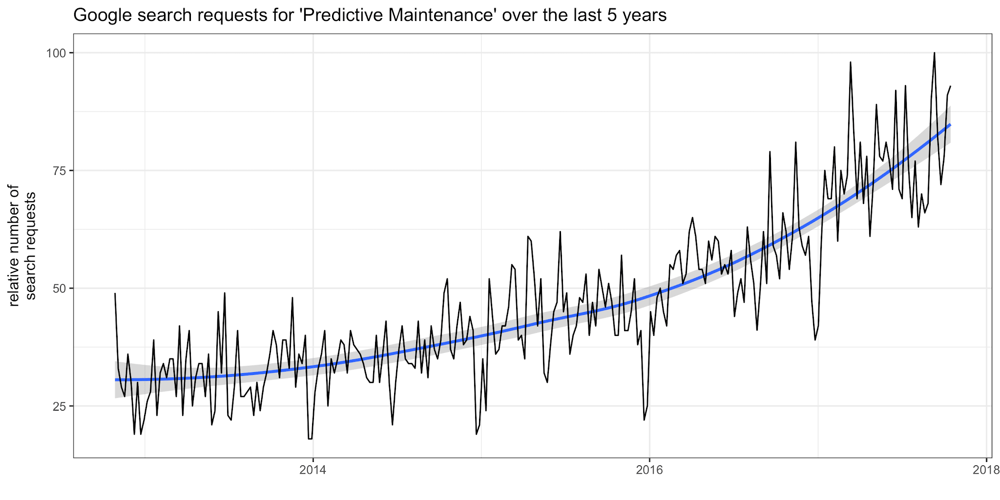 Google search requests for 'Predictive Maintenance' over the last 5 years
relative number of
search requests
100
75
50
25
2014
2016
2018